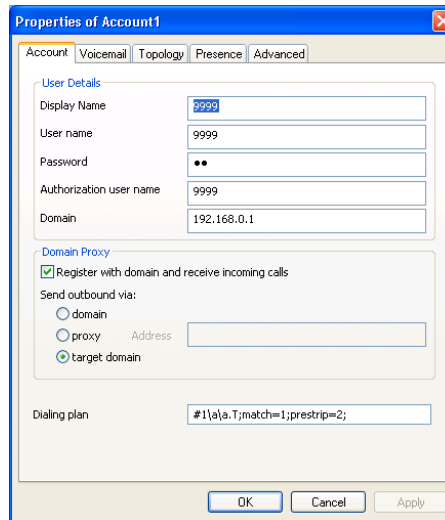 Properties of Account1
Account Voicemail Topology Presence Advanced
User Details
Display Name 9999
User name 9999
Password ●●
Authorization user name 9999
Domain 192.168.0.1
Domain Proxy
Register with domain and receive incoming calls
Send outbound via:
domain
proxy Address
target domain
Dialing plan #1\a\a.T;match=1;prestrip=2;
OK Cancel Apply